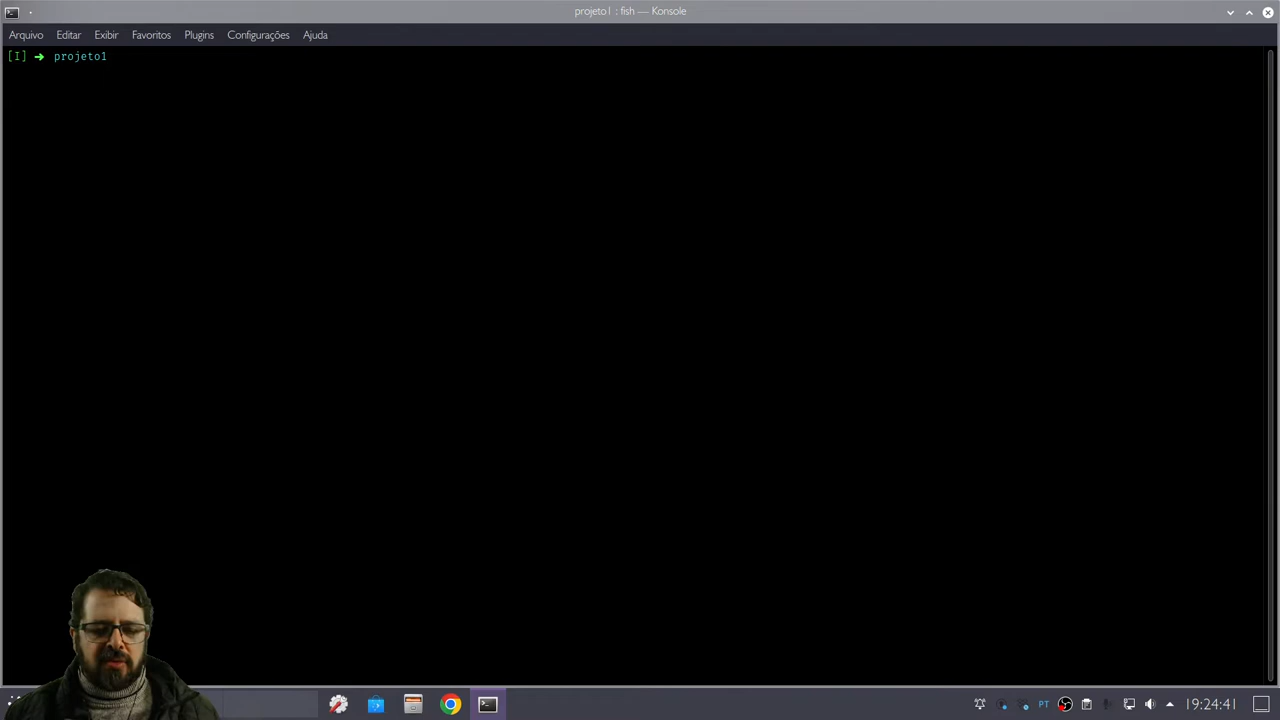 projeto1 : fish — Konsole
Arquivo Editar Exibir Favoritos Plugins Configurações Ajuda
[I] ➜ projeto1
PT 19:24:41